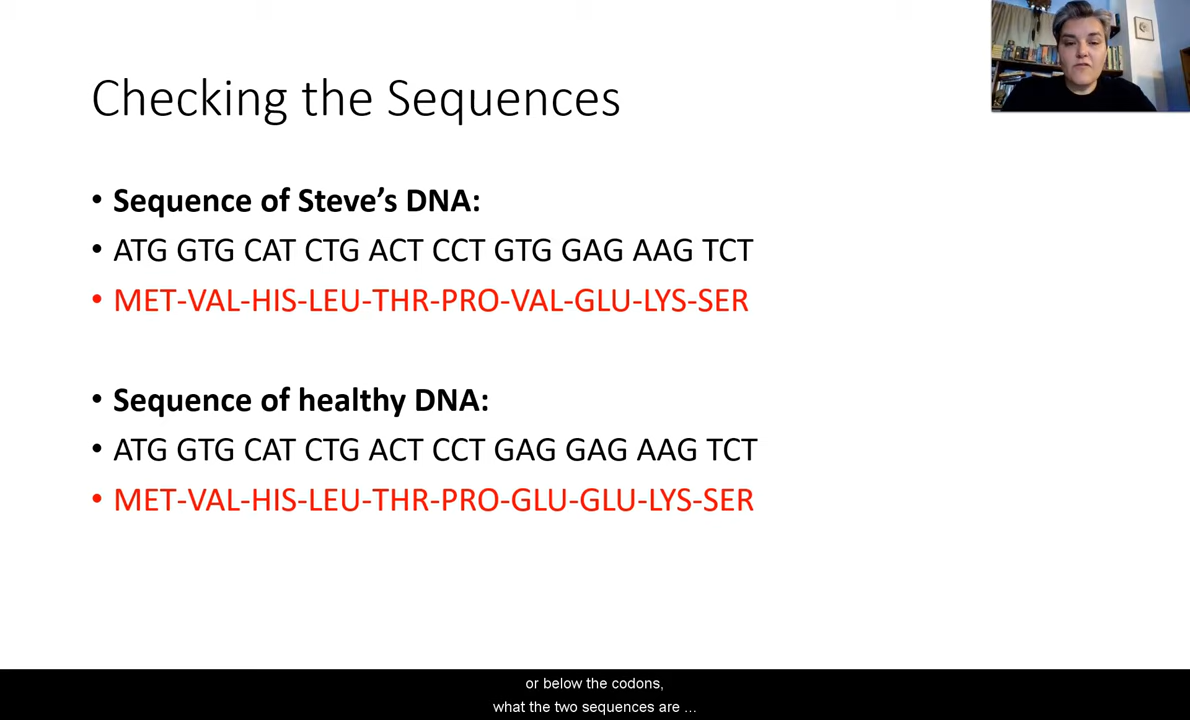 Checking the Sequences
• Sequence of Steve’s DNA:
• ATG GTG CAT CTG ACT CCT GTG GAG AAG TCT
• MET-VAL-HIS-LEU-THR-PRO-VAL-GLU-LYS-SER
• Sequence of healthy DNA:
• ATG GTG CAT CTG ACT CCT GAG GAG AAG TCT
• MET-VAL-HIS-LEU-THR-PRO-GLU-GLU-LYS-SER
or below the codons,
what the two sequences are ...